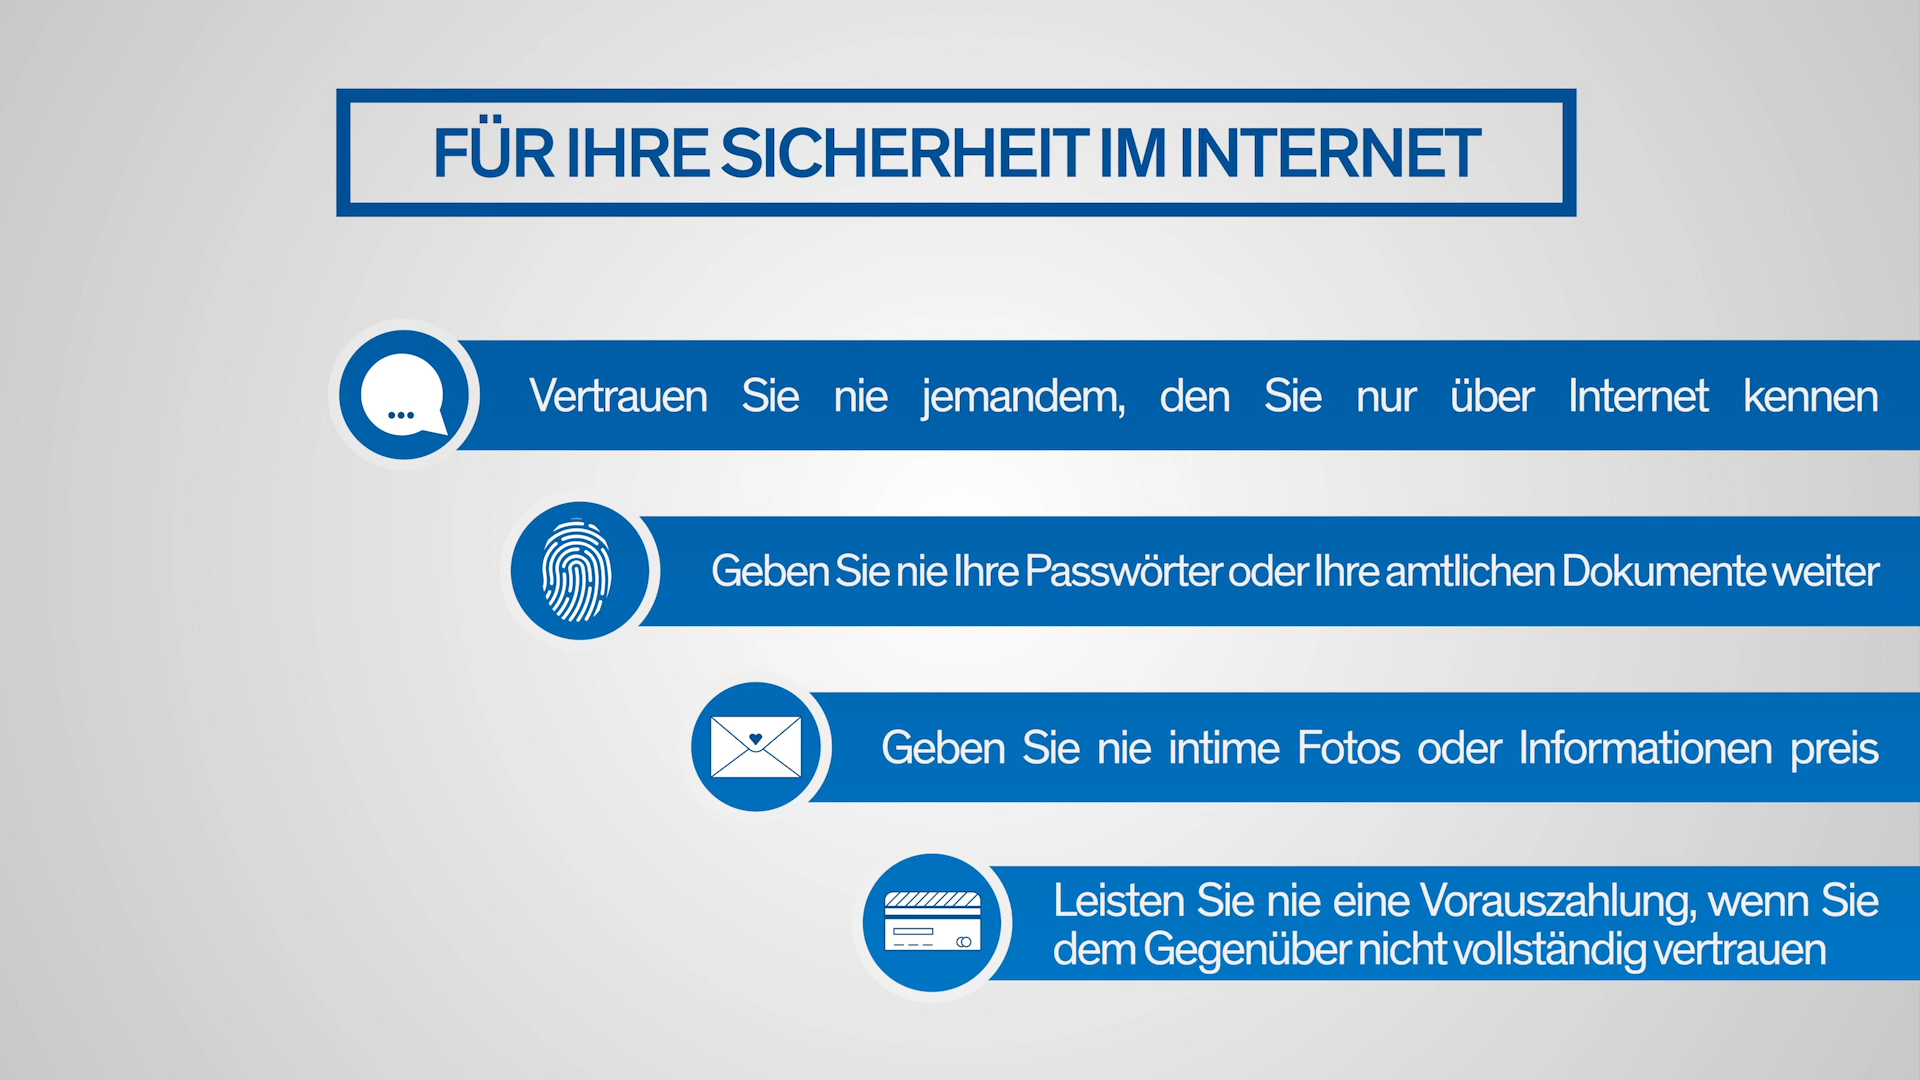 FÜR IHRE SICHERHEIT IM INTERNET
Vertrauen Sie nie jemandem, den Sie nur über Internet kennen
Geben Sie nie Ihre Passwörter oder Ihre amtlichen Dokumente weiter
Geben Sie nie intime Fotos oder Informationen preis
Leisten Sie nie eine Vorauszahlung, wenn Sie
dem Gegenüber nicht vollständig vertrauen